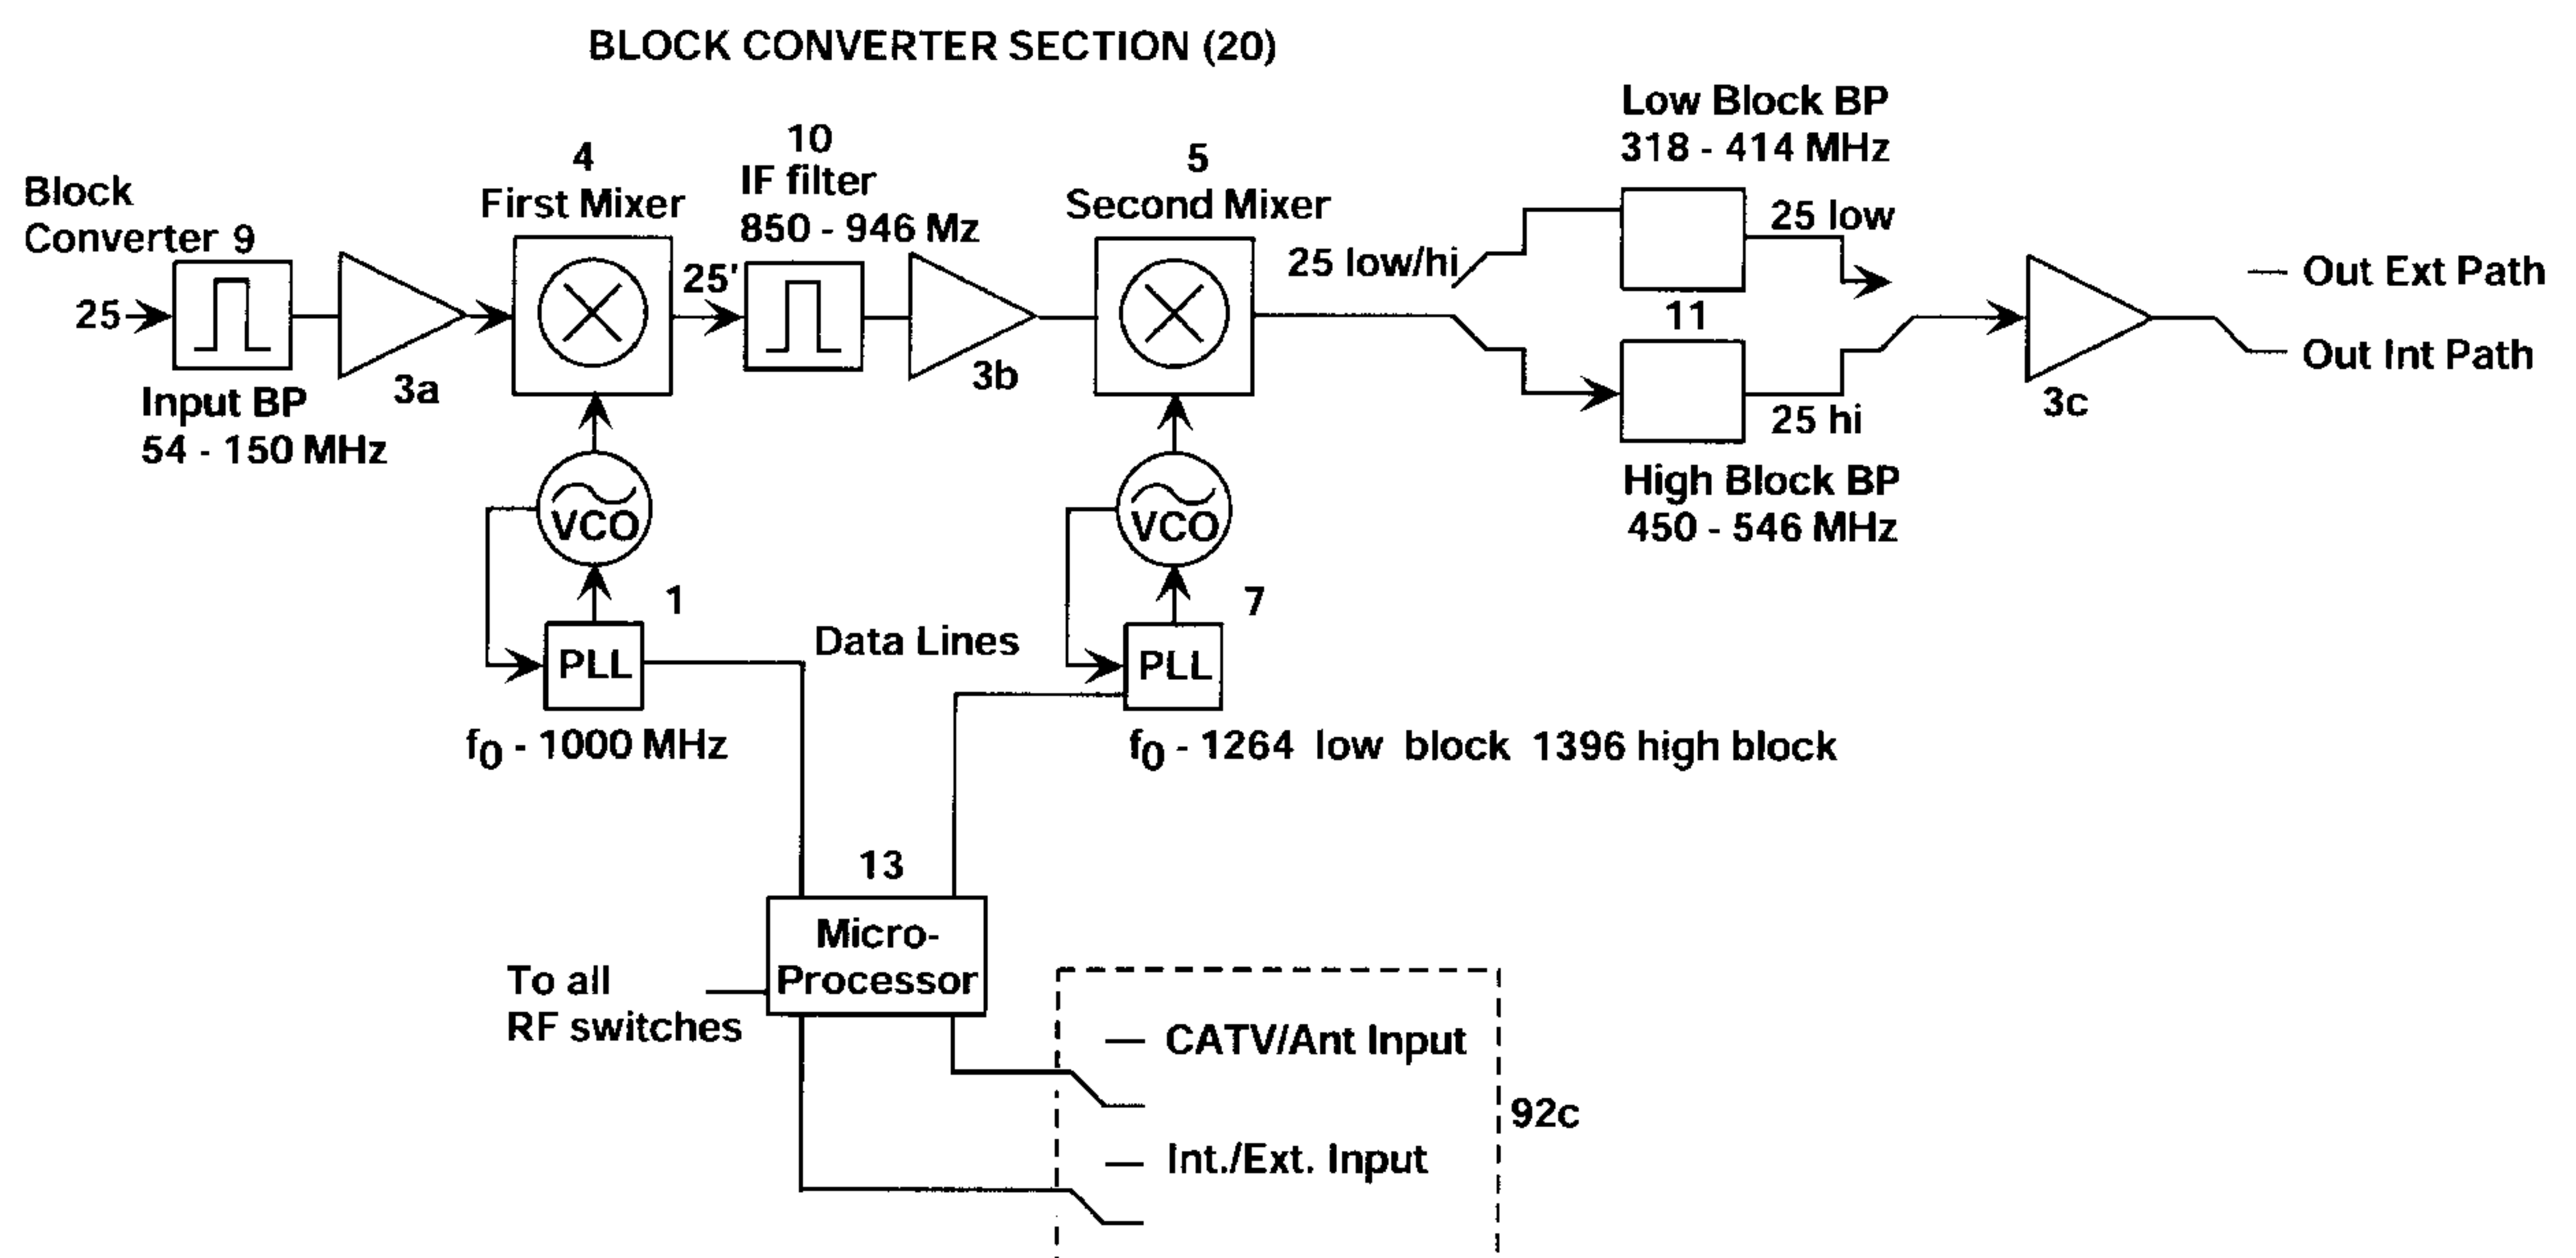 BLOCK CONVERTER SECTION (20)
Block
Converter 9
25
Input BP
54 - 150 MHz
3a
4
First Mixer
25'
10
IF filter
850 - 946 Mz
3b
5
Second Mixer
25 low/hi
Low Block BP
318 - 414 MHz
25 low
11
25 hi
High Block BP
450 - 546 MHz
3c
Out Ext Path
Out Int Path
VCO
VCO
1
PLL
f0 - 1000 MHz
Data Lines
7
PLL
f0 - 1264 low block 1396 high block
13
Micro-
Processor
To all
RF switches
CATV/Ant Input
Int./Ext. Input
92c